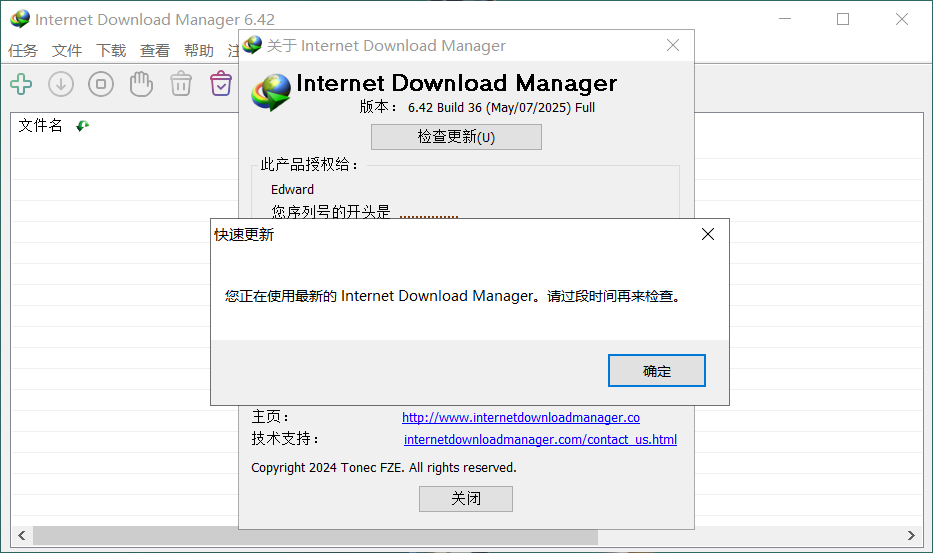 Internet Download Manager 6.42
任务 文件 下载 查看 帮助
文件名
关于 Internet Download Manager
Internet Download Manager
版本： 6.42 Build 36 (May/07/2025) Full
检查更新(U)
此产品授权给：
Edward
您序列号的开头是
快速更新
您正在使用最新的 Internet Download Manager。请过段时间再来检查。
确定
主页： http://www.internetdownloadmanager.co
技术支持： internetdownloadmanager.com/contact_us.html
Copyright 2024 Tonec FZE. All rights reserved.
关闭